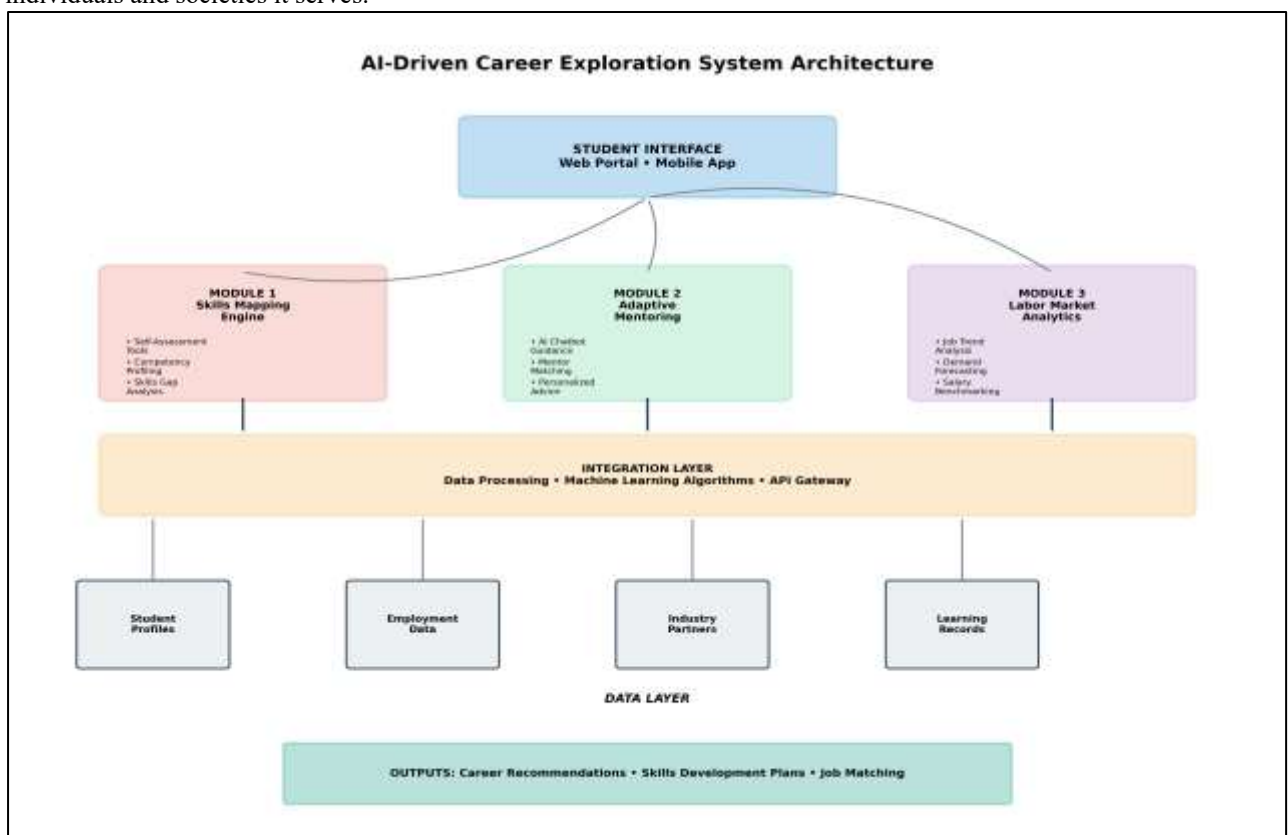 individuals and societies it serves.
AI-Driven Career Exploration System Architecture
STUDENT INTERFACE
Web Portal • Mobile App
MODULE 1
Skills Mapping
Engine
• Self-Assessment
Tools
• Competency
Profiling
• Skills Gap
Analysis
MODULE 2
Adaptive
Mentoring
• AI Chatbot
Guidance
• Mentor
Matching
• Personalized
Advice
MODULE 3
Labor Market
Analytics
• Job Trend
Analysis
• Demand
Forecasting
• Salary
Benchmarking
INTEGRATION LAYER
Data Processing • Machine Learning Algorithms • API Gateway
Student
Profiles
Employment
Data
Industry
Partners
Learning
Records
DATA LAYER
OUTPUTS: Career Recommendations • Skills Development Plans • Job Matching